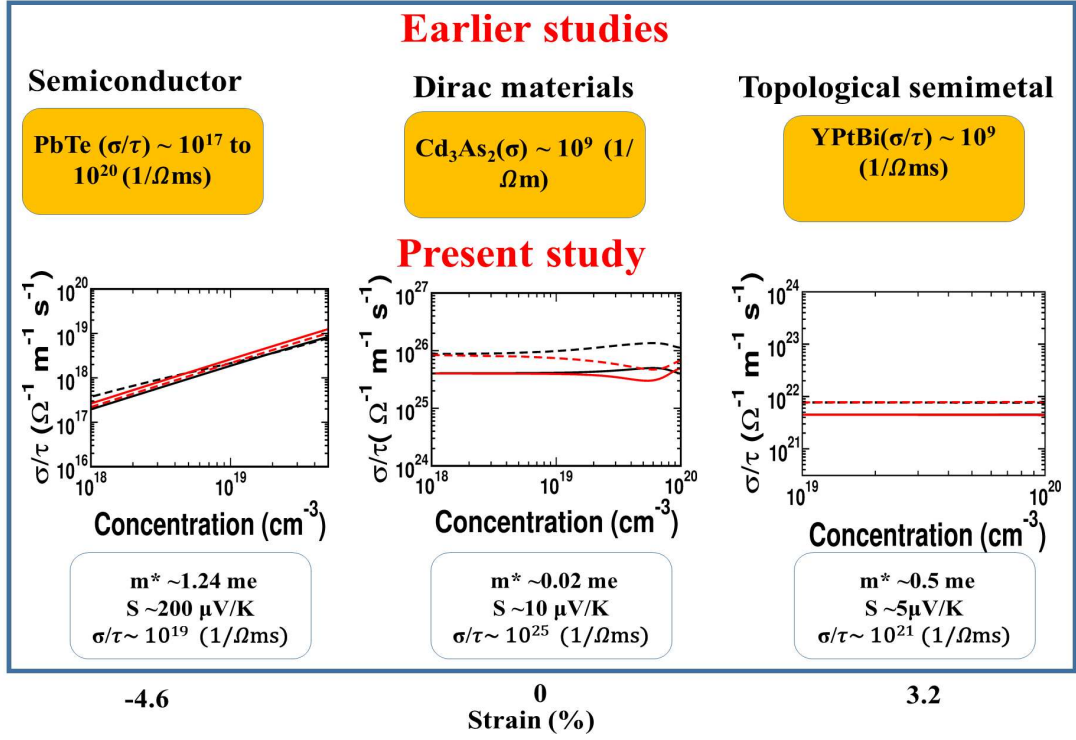 Earlier studies
Semiconductor
Dirac materials
Topological semimetal
PbTe (σ/τ) ~ 10¹⁷ to
10²⁰ (1/Ωms)
Cd₃As₂(σ) ~ 10⁹ (1/
Ωm)
YPtBi(σ/τ) ~ 10⁹
(1/Ωms)
Present study
σ/τ (Ω⁻¹ m⁻¹ s⁻¹)
10²⁰
10¹⁹
10¹⁸
10¹⁷
10¹⁶
10¹⁸
10¹⁹
Concentration (cm⁻³)
σ/τ( Ω⁻¹ m⁻¹ s⁻¹)
10²⁷
10²⁶
10²⁵
10²⁴
10¹⁸
10¹⁹
10²⁰
Concentration (cm⁻³)
σ/τ (Ω⁻¹ m⁻¹ s⁻¹)
10²⁴
10²³
10²²
10²¹
10¹⁹
10²⁰
Concentration (cm⁻³)
m* ~1.24 me
S ~200 μV/K
σ/τ~ 10¹⁹ (1/Ωms)
m* ~0.02 me
S ~10 μV/K
σ/τ~ 10²⁵ (1/Ωms)
m* ~0.5 me
S ~5μV/K
σ/τ~ 10²¹ (1/Ωms)
-4.6
0
3.2
Strain (%)